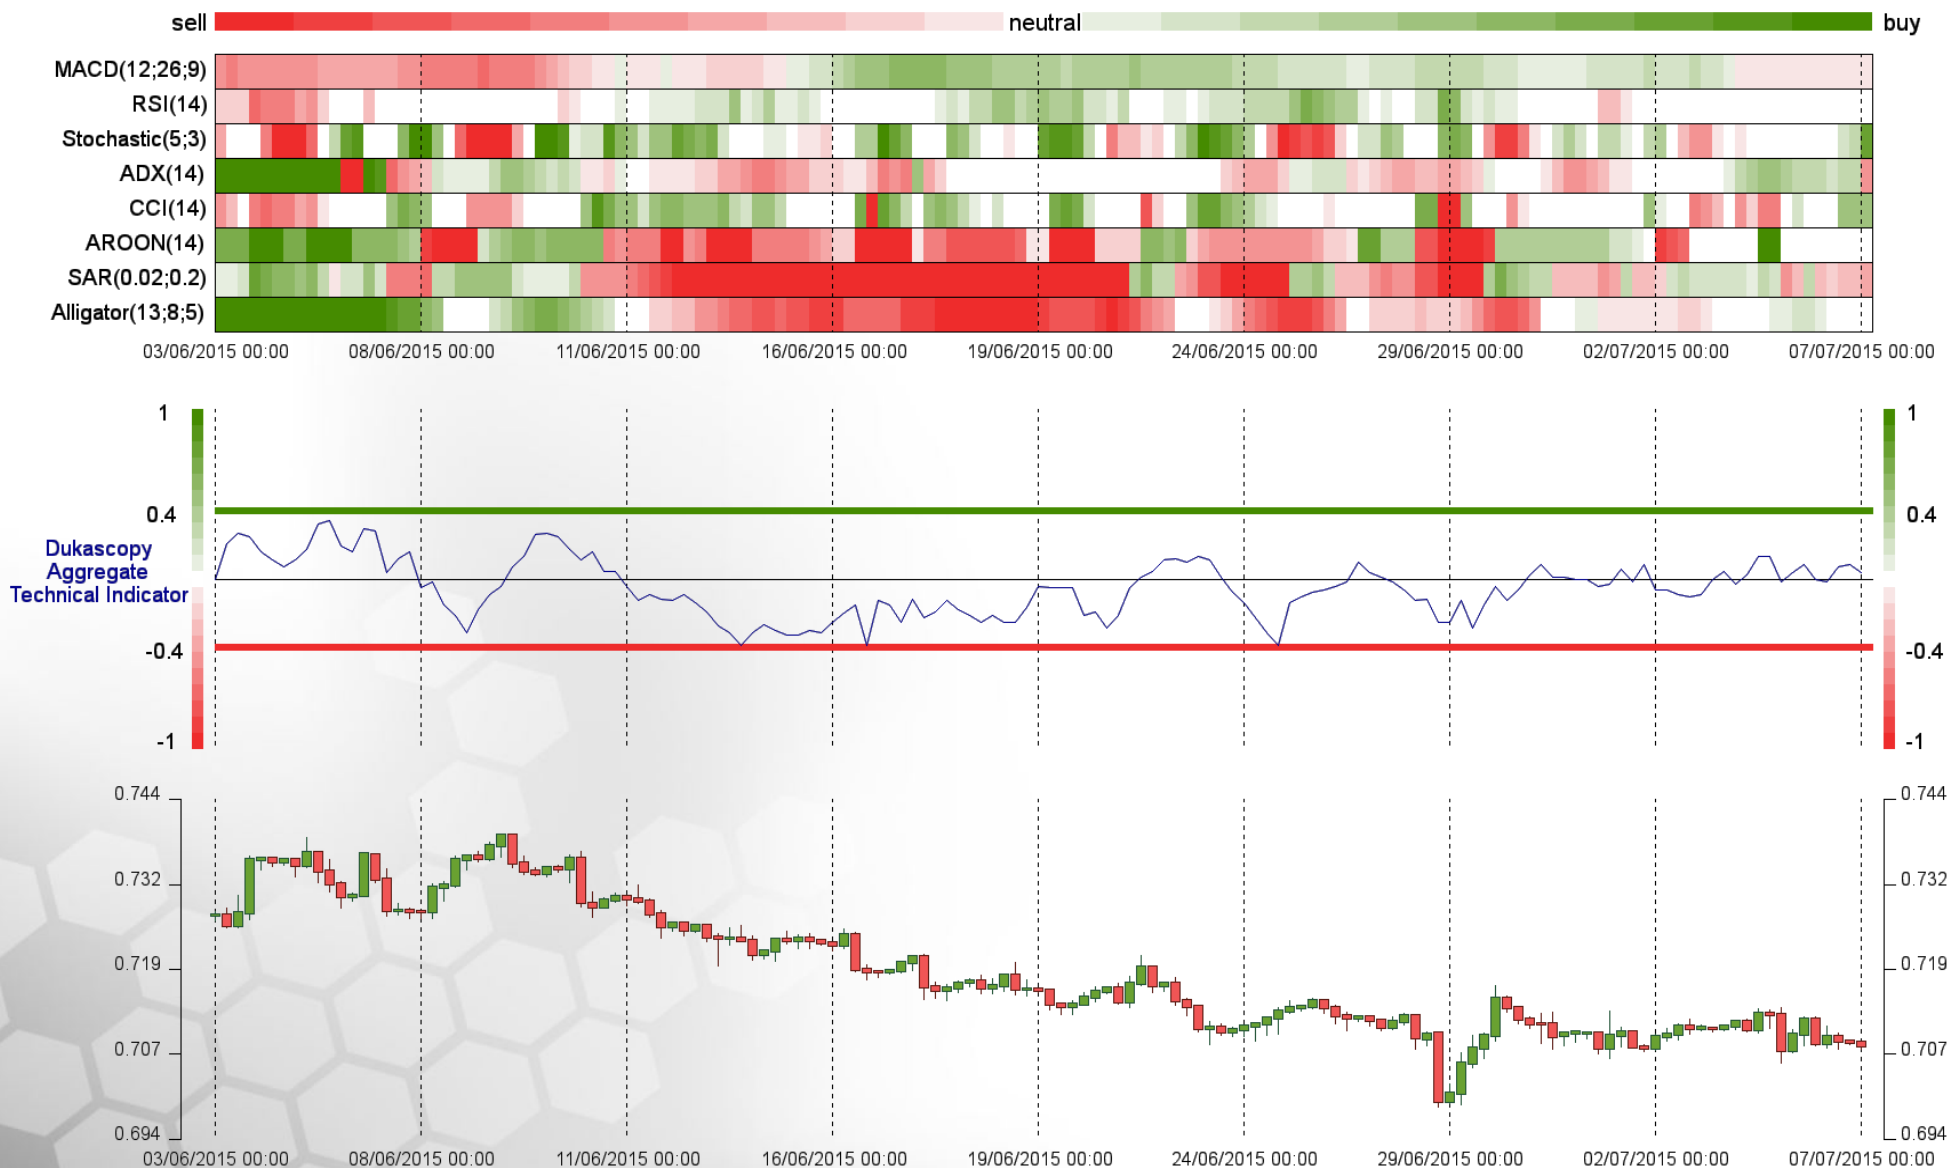 sell neutral buy
MACD(12;26;9)
RSI(14)
Stochastic(5;3)
ADX(14)
CCI(14)
AROON(14)
SAR(0.02;0.2)
Alligator(13;8;5)
03/06/2015 00:00 08/06/2015 00:00 11/06/2015 00:00 16/06/2015 00:00 19/06/2015 00:00 24/06/2015 00:00 29/06/2015 00:00 02/07/2015 00:00 07/07/2015 00:00
1 1
0.4 0.4
Dukascopy
Aggregate
Technical Indicator
-0.4 -0.4
-1 -1
0.744 0.744
0.732 0.732
0.719 0.719
0.707 0.707
0.694 0.694
03/06/2015 00:00 08/06/2015 00:00 11/06/2015 00:00 16/06/2015 00:00 19/06/2015 00:00 24/06/2015 00:00 29/06/2015 00:00 02/07/2015 00:00 07/07/2015 00:00